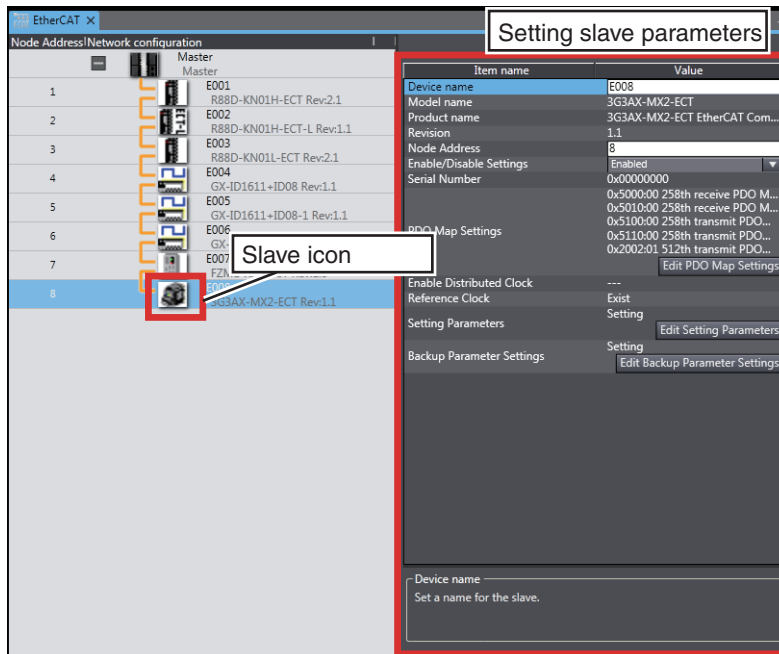 EtherCAT ×
Setting slave parameters
Node Address|Network configuration
Master
Master
1
E001
R88D-KN01H-ECT Rev:2.1
2
E002
R88D-KN01H-ECT-L Rev:1.1
3
E003
R88D-KN01L-ECT Rev:2.1
4
E004
GX-ID1611+ID08 Rev:1.1
5
E005
GX-ID1611+ID08-1 Rev:1.1
6
E006
GX-
7
E007
Slave icon
8
3G3AX-MX2-ECT Rev:1.1
Item name Value
Device name E008
Model name 3G3AX-MX2-ECT
Product name 3G3AX-MX2-ECT EtherCAT Com...
Revision 1.1
Node Address 8
Enable/Disable Settings Enabled
Serial Number 0x00000000
PDO Map Settings
0x5000:00 258th receive PDO M...
0x5010:00 258th receive PDO M...
0x5100:00 258th transmit PDO...
0x5110:00 258th transmit PDO...
0x2002:01 512th transmit PDO...
Edit PDO Map Settings
Enable Distributed Clock ---
Reference Clock Exist
Setting Parameters
Setting
Edit Setting Parameters
Backup Parameter Settings
Setting
Edit Backup Parameter Settings
Device name
Set a name for the slave.